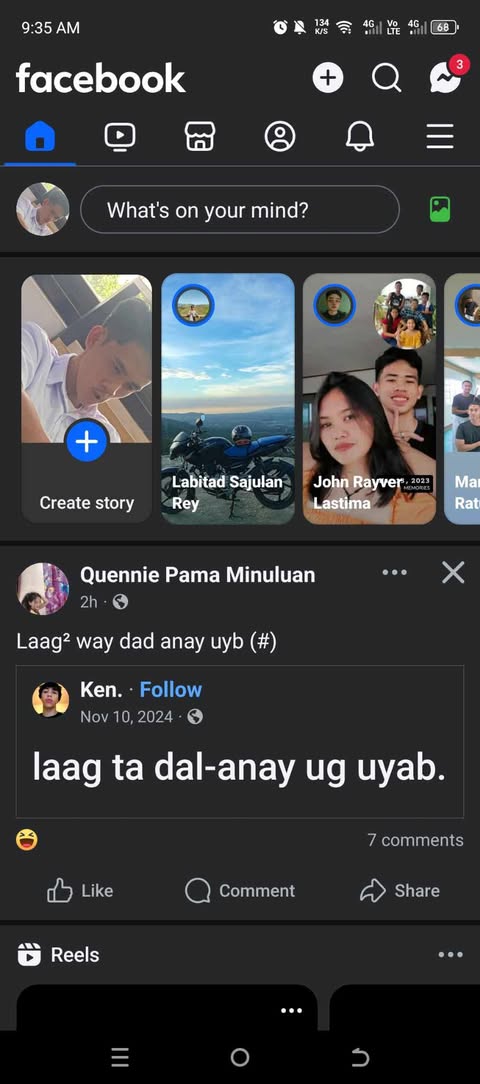 9:35 AM
134 K/S
4G
Vo LTE
4G
68
facebook
3
What's on your mind?
Create story
Labitad Sajulan
Rey
John Rayver
Lastima
5, 2023
MEMORIES
Mar
Rat
Quennie Pama Minuluan
2h ·
Laag² way dad anay uyb (#)
Ken. · Follow
Nov 10, 2024 ·
laag ta dal-anay ug uyab.
7 comments
Like
Comment
Share
Reels